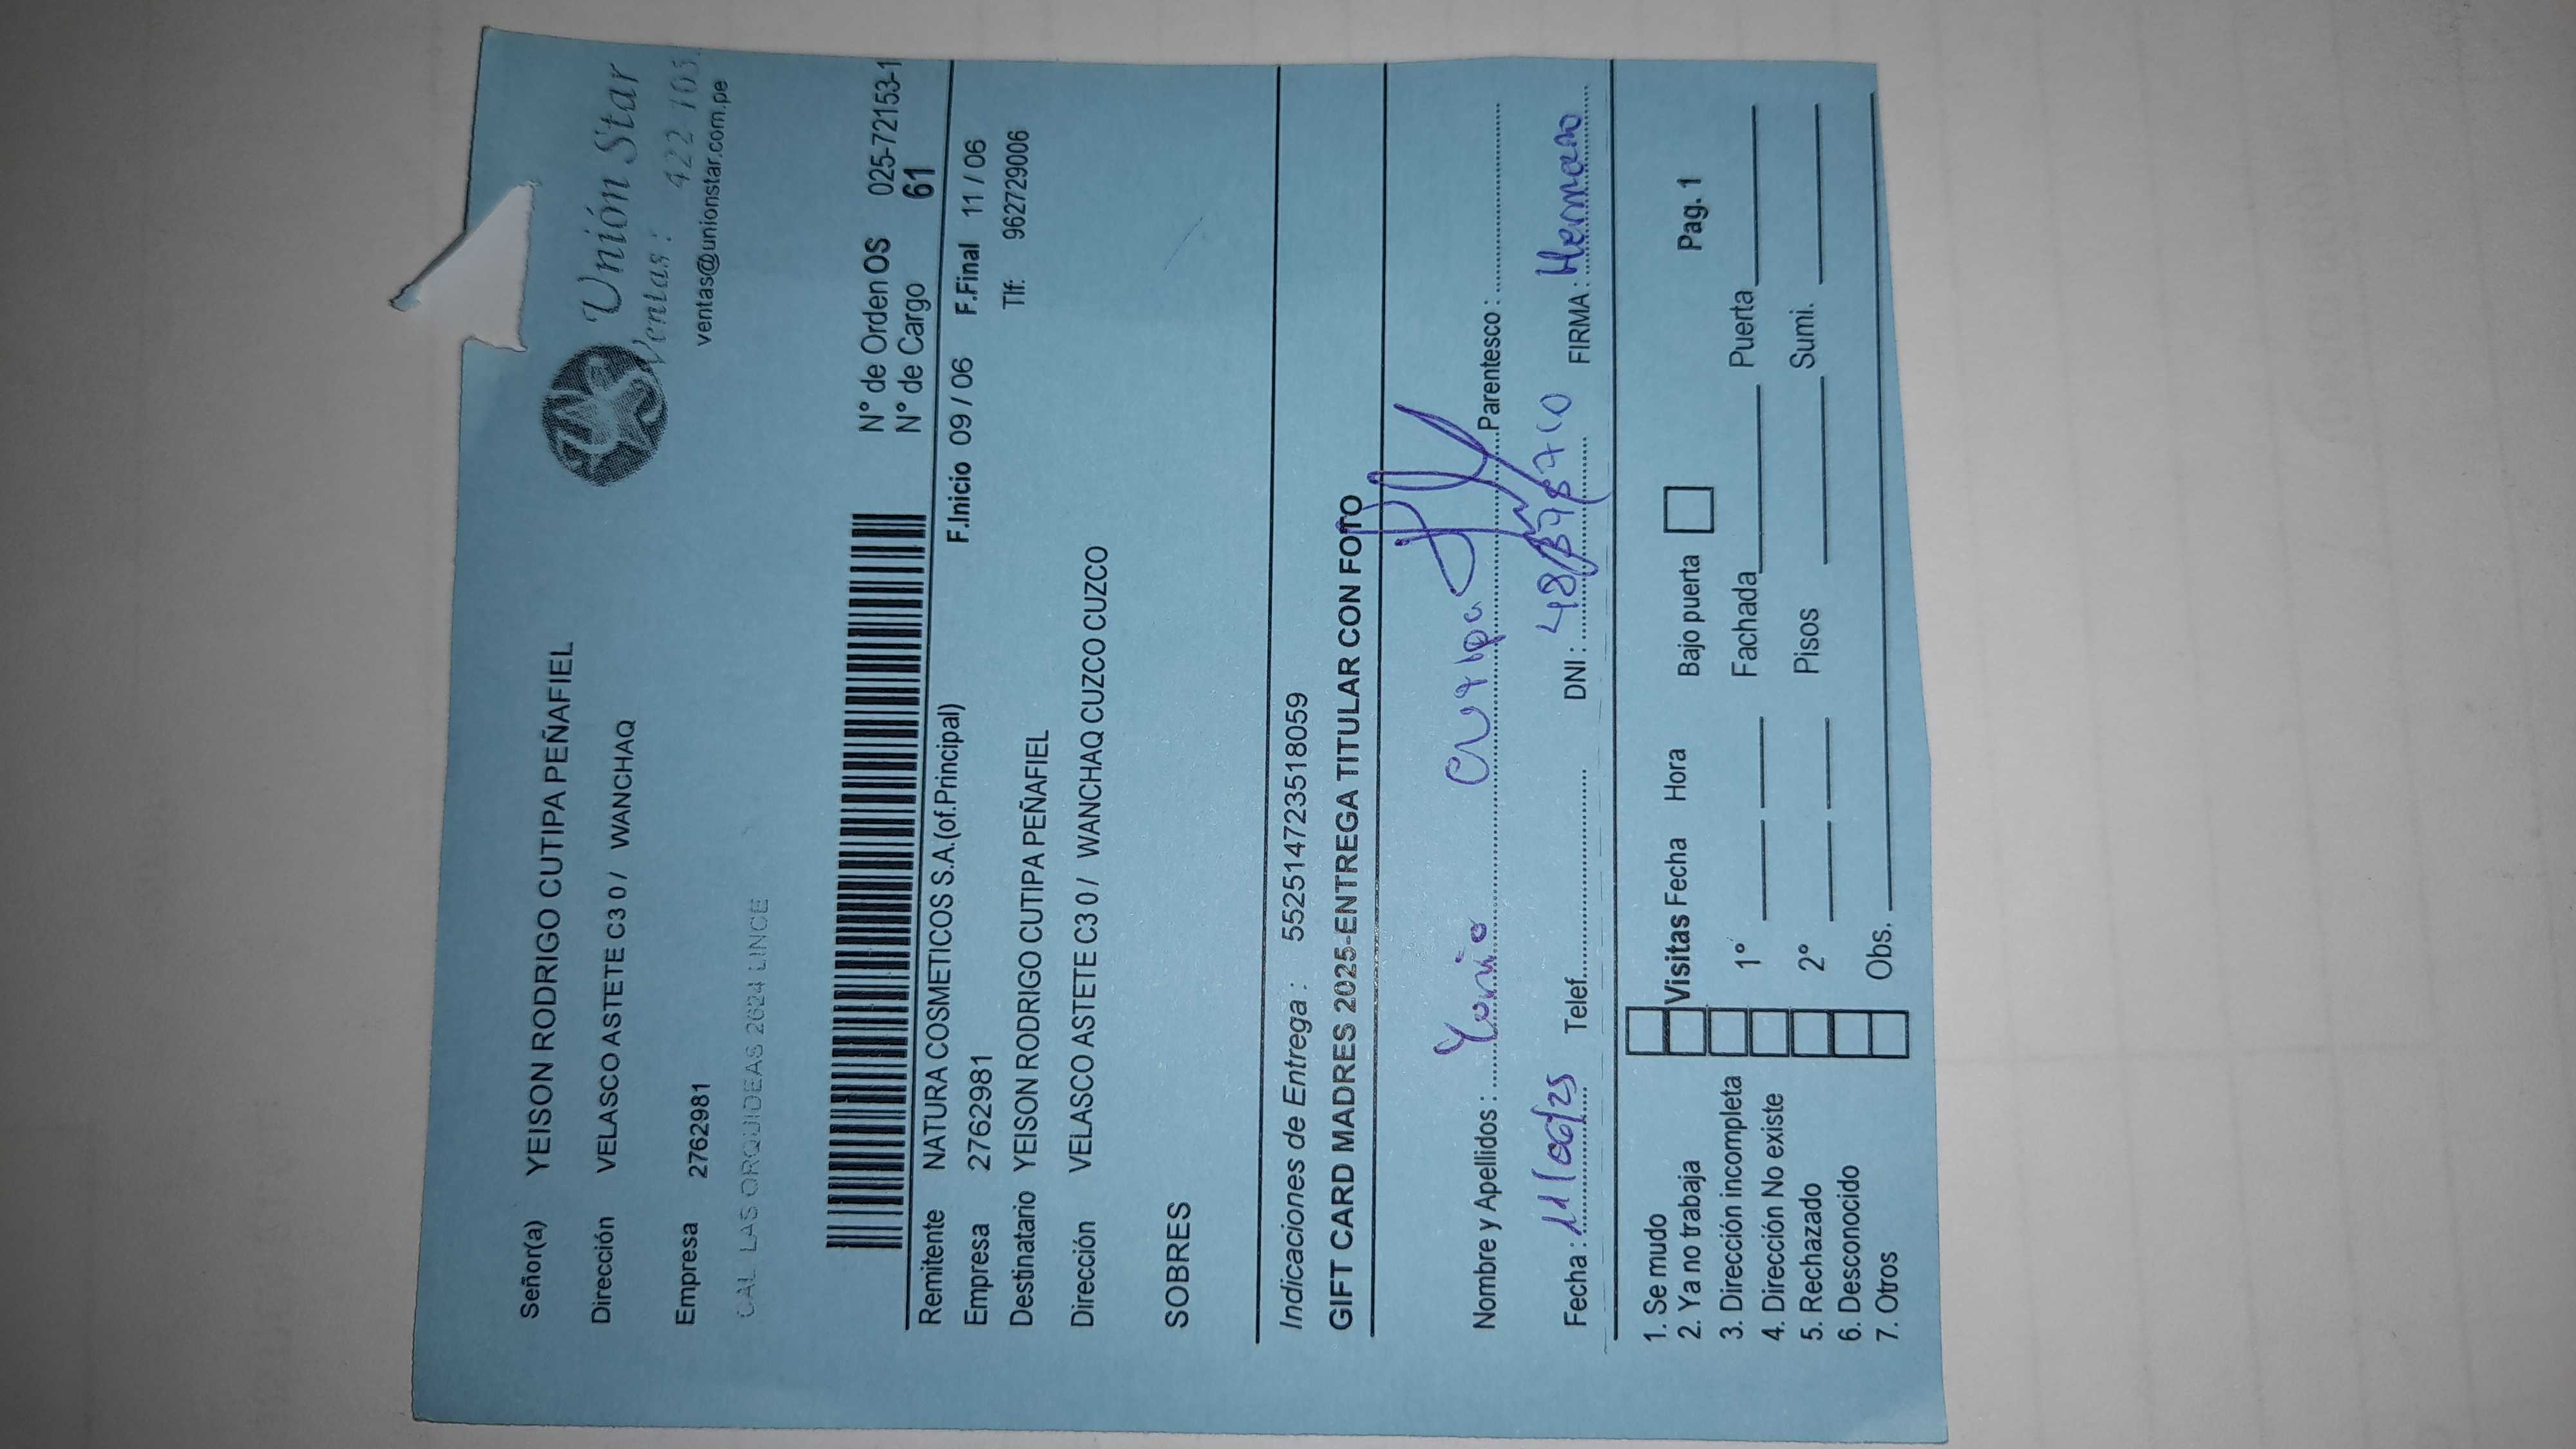 Unión Star
Ventas: 422 705
ventas@unionstar.com.pe
Señor(a) YEISON RODRIGO CUTIPA PEÑAFIEL
Dirección VELASCO ASTETE C3 0 / WANCHAQ
Empresa 2762981
CAL LAS ORQUIDEAS 2624 LINCE
N° de Orden OS 025-72153-1
N° de Cargo 61
Remitente NATURA COSMETICOS S.A.(of.Principal) F.Inicio 09 / 06 F.Final 11 / 06
Empresa 27762981 Tlf: 962729006
Destinatario YEISON RODRIGO CUTIPA PEÑAFIEL
Dirección VELASCO ASTETE C3 0 / WANCHAQ CUZCO CUZCO
SOBRES
Indicaciones de Entrega : 5525147235518059
GIFT CARD MADRES 2025-ENTREGA TITULAR CON FOTO
Nombre y Apellidos : Cutipa Parentesco :
Fecha : 11/06/25 Telef. DNI : FIRMA : Hermano
1. Se mudo
2. Ya no trabaja
3. Dirección incompleta
4. Dirección No existe
5. Rechazado
6. Desconocido
7. Otros
Visitas Fecha Hora Bajo puerta Pag. 1
1° Fachada Puerta
2° Pisos Sumi.
Obs.